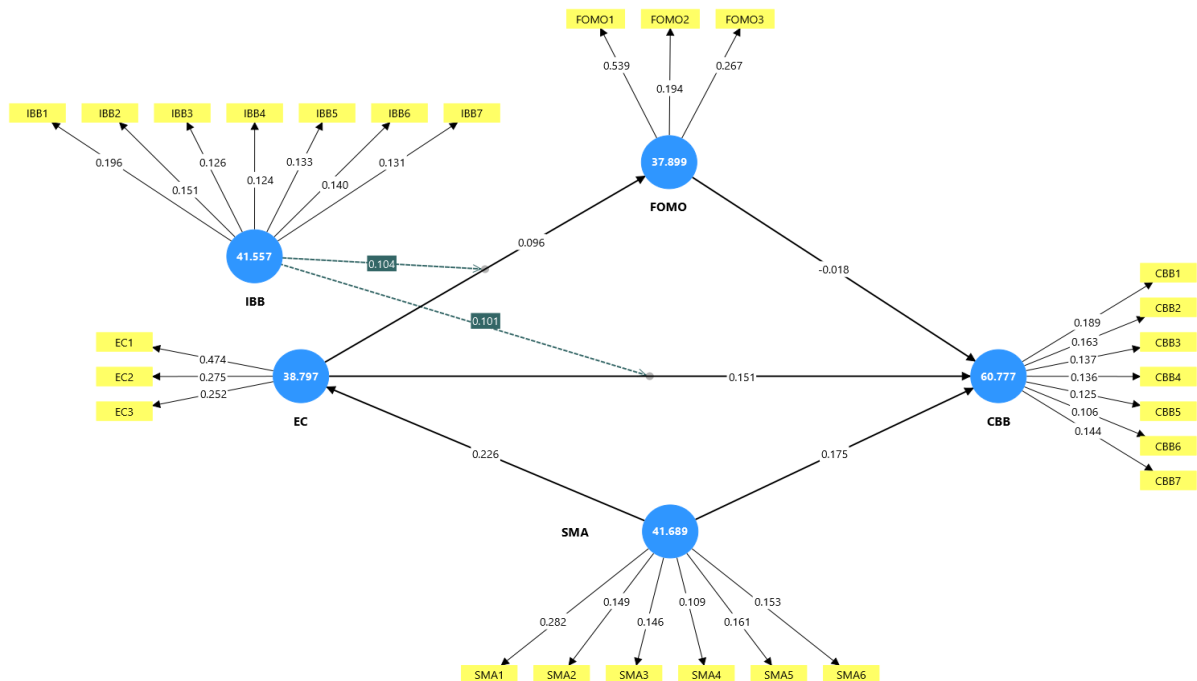 FOMO1 FOMO2 FOMO3
0.539 0.194 0.267
IBB1 IBB2 IBB3 IBB4 IBB5 IBB6 IBB7
0.196 0.151 0.126 0.124 0.133 0.140 0.131
37.899
FOMO
41.557
IBB
0.104
0.096
0.101
-0.018
EC1
EC2
EC3
0.474
0.275
0.252
38.797
EC
0.151
60.777
CBB
CBB1
CBB2
CBB3
CBB4
CBB5
CBB6
CBB7
0.189
0.163
0.137
0.136
0.125
0.106
0.144
0.226
0.175
SMA
41.689
0.282 0.149 0.146 0.109 0.161 0.153
SMA1 SMA2 SMA3 SMA4 SMA5 SMA6